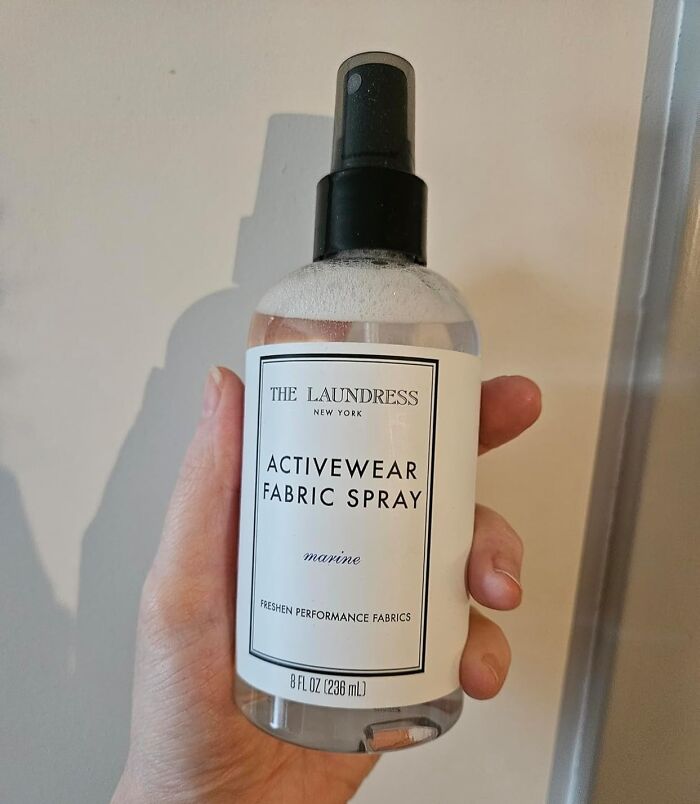 THE LAUNDRESS
NEW YORK
ACTIVEWEAR
FABRIC SPRAY
marine
FRESHEN PERFORMANCE FABRICS
8 FL OZ (236 mL)